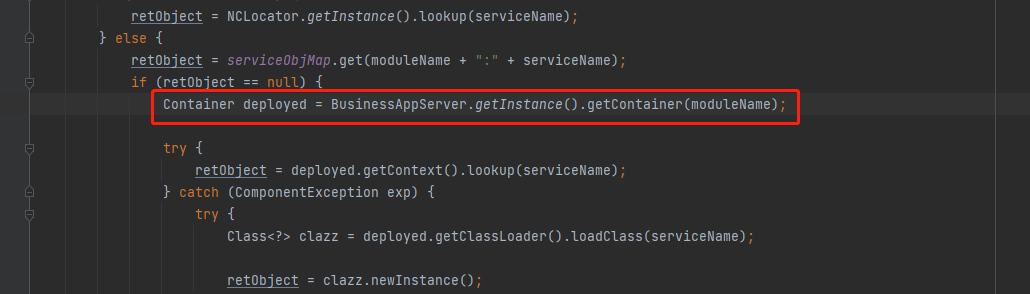 retObject = NCLocator.getInstance().lookup(serviceName);
} else {
retObject = serviceObjMap.get(moduleName + ":" + serviceName);
if (retObject == null) {
Container deployed = BusinessAppServer.getInstance().getContainer(moduleName);
try {
retObject = deployed.getContext().lookup(serviceName);
} catch (ComponentException exp) {
try {
Class<?> clazz = deployed.getClassLoader().loadClass(serviceName);
retObject = clazz.newInstance();